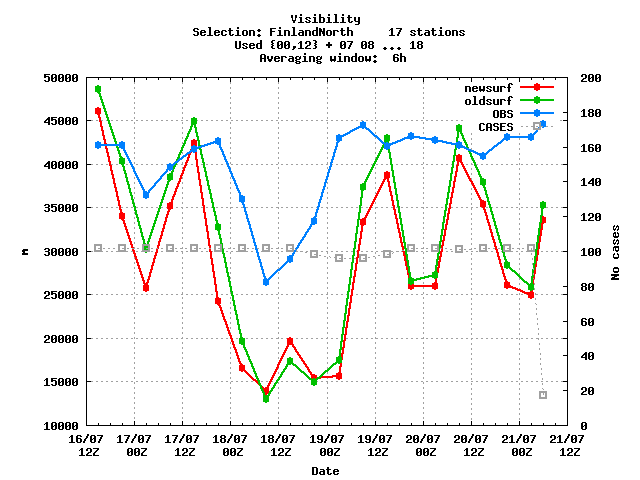 Visibility
Selection: FinlandNorth 17 stations
Used {00,12} + 07 08 ... 18
Averaging window: 6h
50000
45000
40000
35000
30000
25000
20000
15000
10000
m
newsurf
oldsurf
OBS
CASES
200
180
160
140
120
100
80
60
40
20
0
No cases
16/07 17/07 17/07 18/07 18/07 19/07 19/07 20/07 20/07 21/07 21/07
12Z 00Z 12Z 00Z 12Z 00Z 12Z 00Z 12Z 00Z 12Z
Date